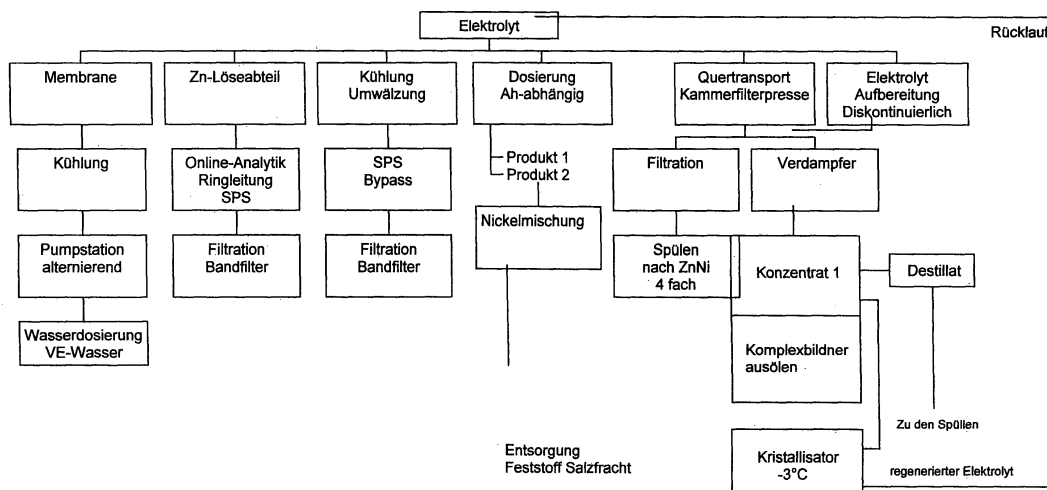 Elektrolyt
Rücklauf
Membrane
Zn-Löseabteil
Kühlung
Umwälzung
Dosierung
Ah-abhängig
Quertransport
Kammerfilterpresse
Elektrolyt
Aufbereitung
Diskontinuierlich
Kühlung
Online-Analytik
Ringleitung
SPS
SPS
Bypass
Produkt 1
Produkt 2
Filtration
Verdampfer
Nickelmischung
Pumpstation
alternierend
Filtration
Bandfilter
Filtration
Bandfilter
Spülen
nach ZnNi
4 fach
Konzentrat 1
Destillat
Wasserdosierung
VE-Wasser
Komplexbildner
ausölen
Zu den Spüllen
Entsorgung
Feststoff Salzfracht
Kristallisator
-3°C
regenerierter Elektrolyt